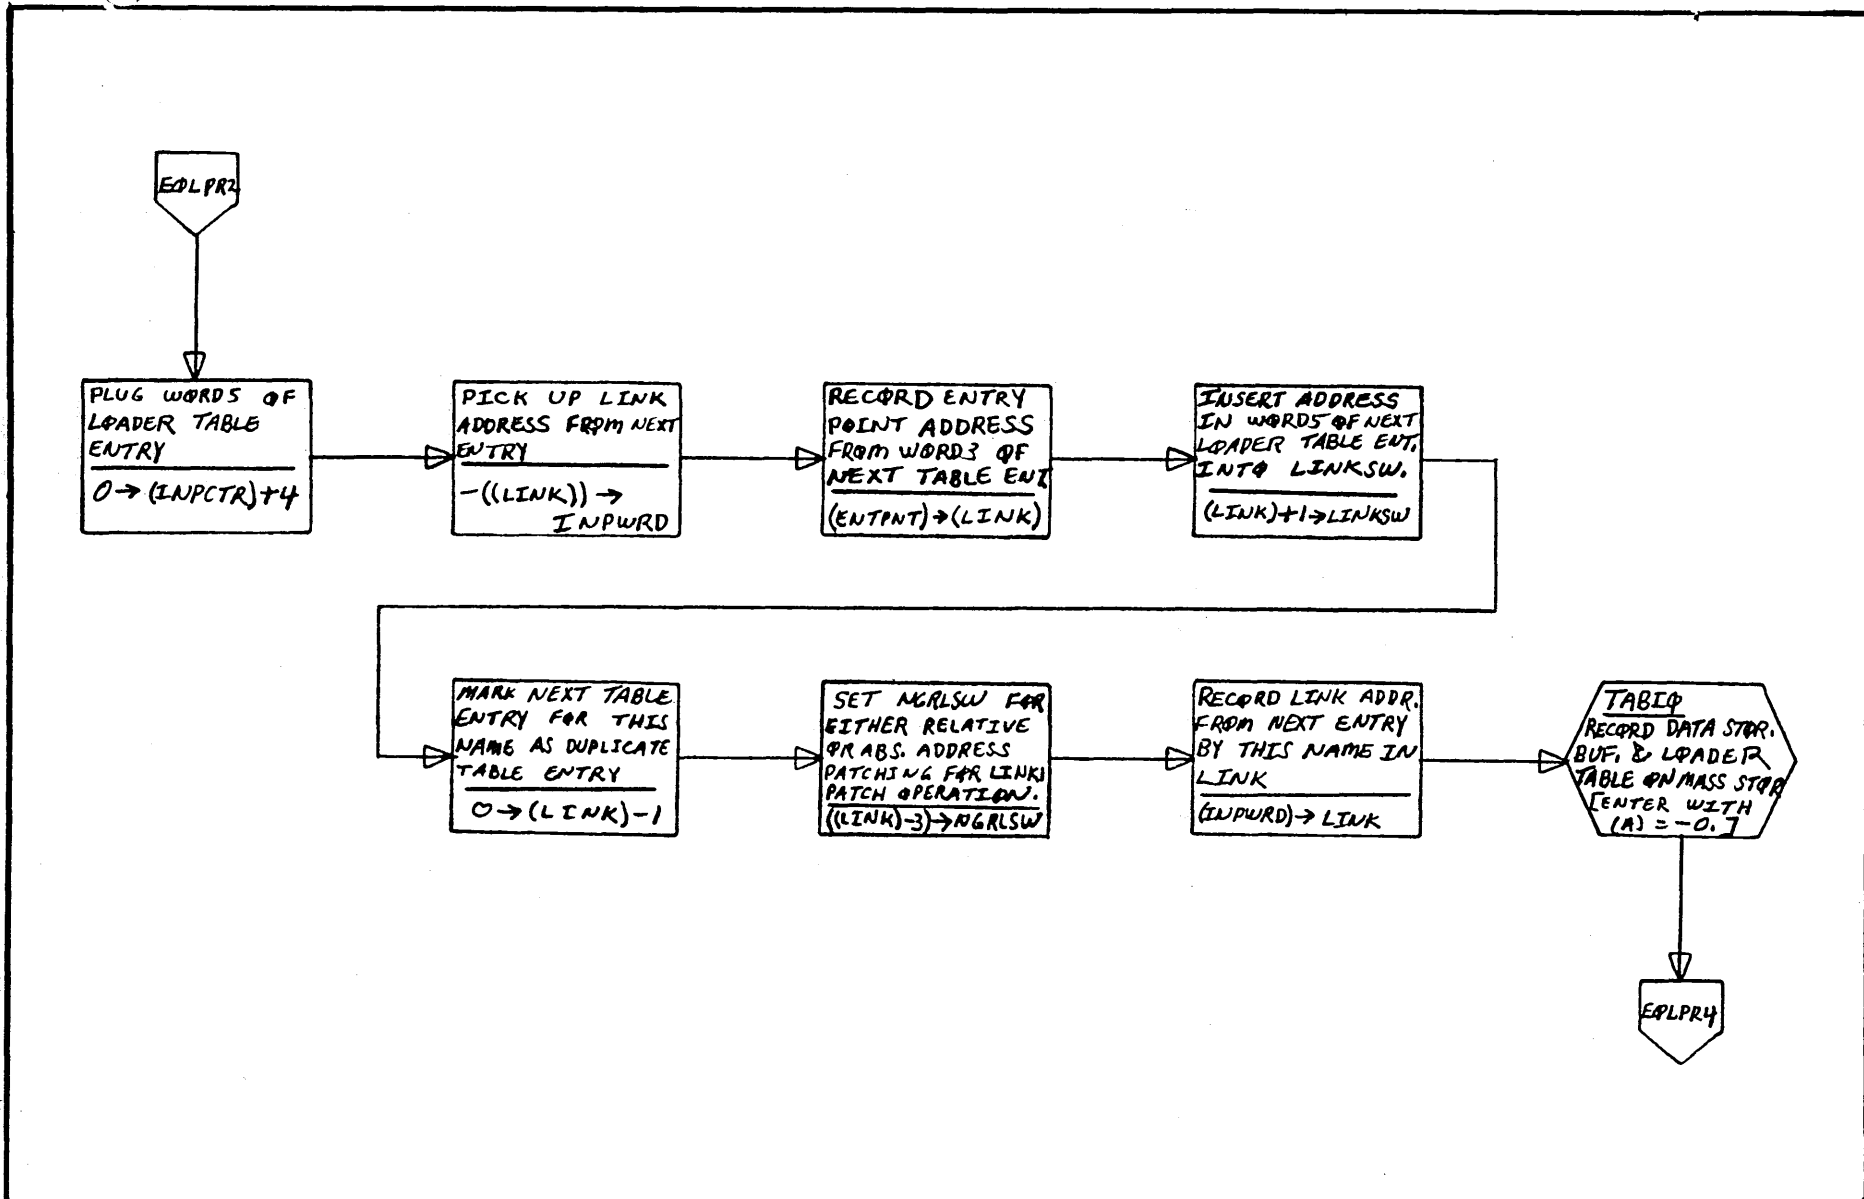 EØLPR2
PLUG WORD5 ØF
LØADER TABLE
ENTRY
0→(INPCTR)+4
PICK UP LINK
ADDRESS FRØM NEXT
ENTRY
-((LINK))→
INPWRD
RECORD ENTRY
PØINT ADDRESS
FRØM WØRD3 ØF
NEXT TABLE ENT
(ENTPNT)→(LINK)
INSERT ADDRESS
IN WØRD5 ØF NEXT
LØADER TABLE ENT.
INTØ LINKSW.
(LINK)+1→LINKSW
MARK NEXT TABLE
ENTRY FØR THIS
NAME AS DUPLICATE
TABLE ENTRY
0→(LINK)-1
SET NGRLSW FØR
EITHER RELATIVE
ØR ABS. ADDRESS
PATCHING FØR LINK
PATCH ØPERATIØN.
((LINK)-3)→NGRLSW
RECØRD LINK ADDR.
FRØM NEXT ENTRY
BY THIS NAME IN
LINK
(INPWRD)→LINK
TABIØ
RECØRD DATA STØR.
BUF. & LØADER
TABLE ØN MASS STØR
[ENTER WITH
(A) = -0.]
EØLPR4